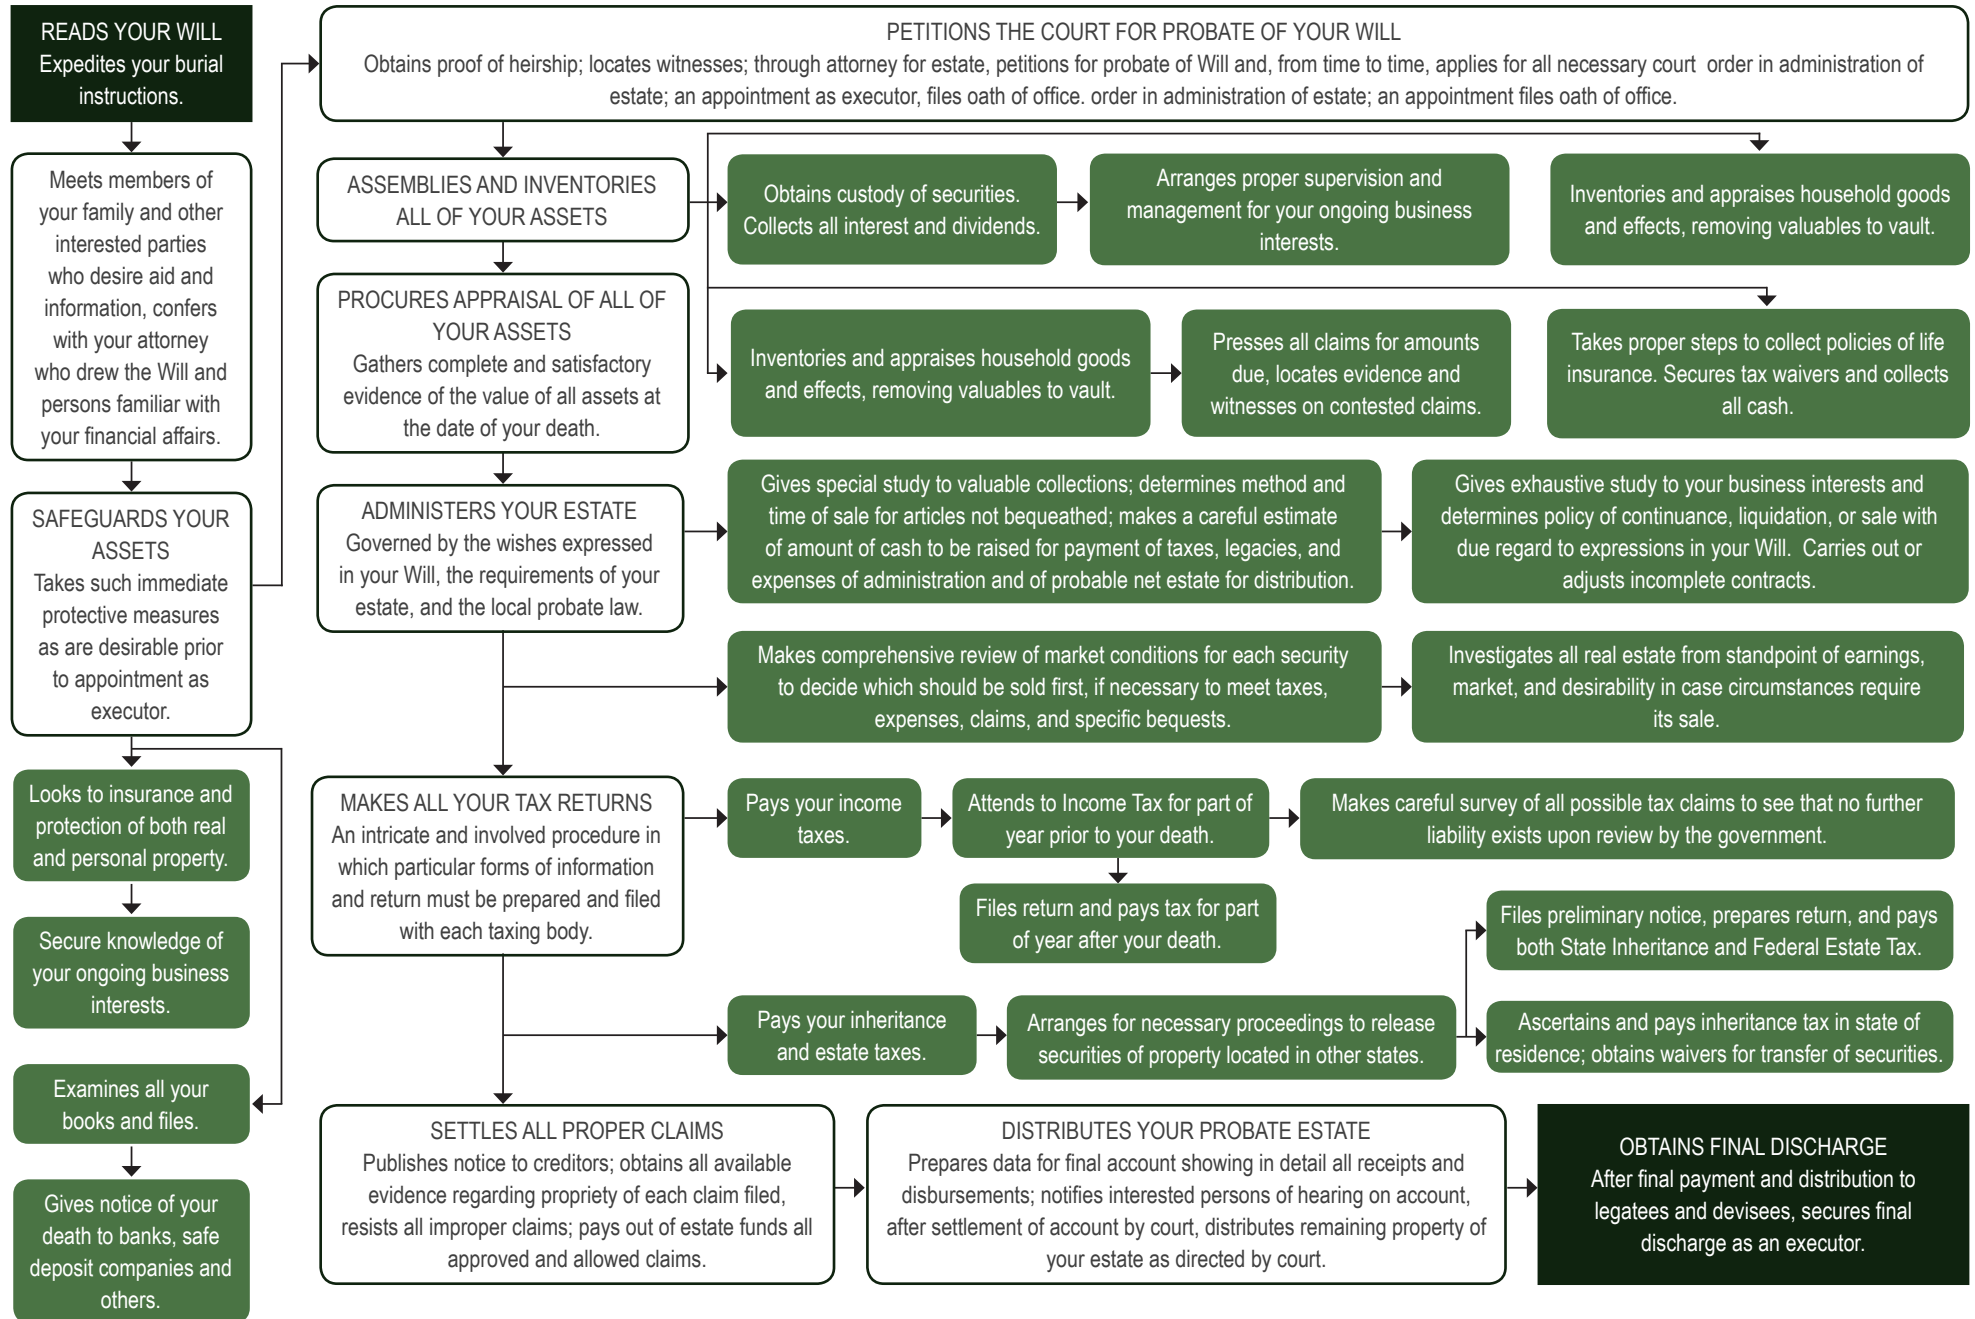 READS YOUR WILL
Expedites your burial
instructions.
Meets members of
your family and other
interested parties
who desire aid and
information, confers
with your attorney
who drew the Will and
persons familiar with
your financial affairs.
SAFEGUARDS YOUR
ASSETS
Takes such immediate
protective measures
as are desirable prior
to appointment as
executor.
Looks to insurance and
protection of both real
and personal property.
Secure knowledge of
your ongoing business
interests.
Examines all your
books and files.
Gives notice of your
death to banks, safe
deposit companies and
others.
PETITIONS THE COURT FOR PROBATE OF YOUR WILL
Obtains proof of heirship; locates witnesses; through attorney for estate, petitions for probate of Will and, from time to time, applies for all necessary court order in administration of
estate; an appointment as executor, files oath of office. order in administration of estate; an appointment files oath of office.
ASSEMBLIES AND INVENTORIES
ALL OF YOUR ASSETS
Obtains custody of securities.
Collects all interest and dividends.
Arranges proper supervision and
management for your ongoing business
interests.
Inventories and appraises household goods
and effects, removing valuables to vault.
PROCURES APPRAISAL OF ALL OF
YOUR ASSETS
Gathers complete and satisfactory
evidence of the value of all assets at
the date of your death.
Inventories and appraises household goods
and effects, removing valuables to vault.
Presses all claims for amounts
due, locates evidence and
witnesses on contested claims.
Takes proper steps to collect policies of life
insurance. Secures tax waivers and collects
all cash.
ADMINISTERS YOUR ESTATE
Governed by the wishes expressed
in your Will, the requirements of your
estate, and the local probate law.
Gives special study to valuable collections; determines method and
time of sale for articles not bequeathed; makes a careful estimate
of amount of cash to be raised for payment of taxes, legacies, and
expenses of administration and of probable net estate for distribution.
Gives exhaustive study to your business interests and
determines policy of continuance, liquidation, or sale with
due regard to expressions in your Will. Carries out or
adjusts incomplete contracts.
Makes comprehensive review of market conditions for each security
to decide which should be sold first, if necessary to meet taxes,
expenses, claims, and specific bequests.
Investigates all real estate from standpoint of earnings,
market, and desirability in case circumstances require
its sale.
MAKES ALL YOUR TAX RETURNS
An intricate and involved procedure in
which particular forms of information
and return must be prepared and filed
with each taxing body.
Pays your income
taxes.
Attends to Income Tax for part of
year prior to your death.
Makes careful survey of all possible tax claims to see that no further
liability exists upon review by the government.
Files return and pays tax for part
of year after your death.
Pays your inheritance
and estate taxes.
Arranges for necessary proceedings to release
securities of property located in other states.
Files preliminary notice, prepares return, and pays
both State Inheritance and Federal Estate Tax.
Ascertains and pays inheritance tax in state of
residence; obtains waivers for transfer of securities.
SETTLES ALL PROPER CLAIMS
Publishes notice to creditors; obtains all available
evidence regarding propriety of each claim filed,
resists all improper claims; pays out of estate funds all
approved and allowed claims.
DISTRIBUTES YOUR PROBATE ESTATE
Prepares data for final account showing in detail all receipts and
disbursements; notifies interested persons of hearing on account,
after settlement of account by court, distributes remaining property of
your estate as directed by court.
OBTAINS FINAL DISCHARGE
After final payment and distribution to
legatees and devisees, secures final
discharge as an executor.